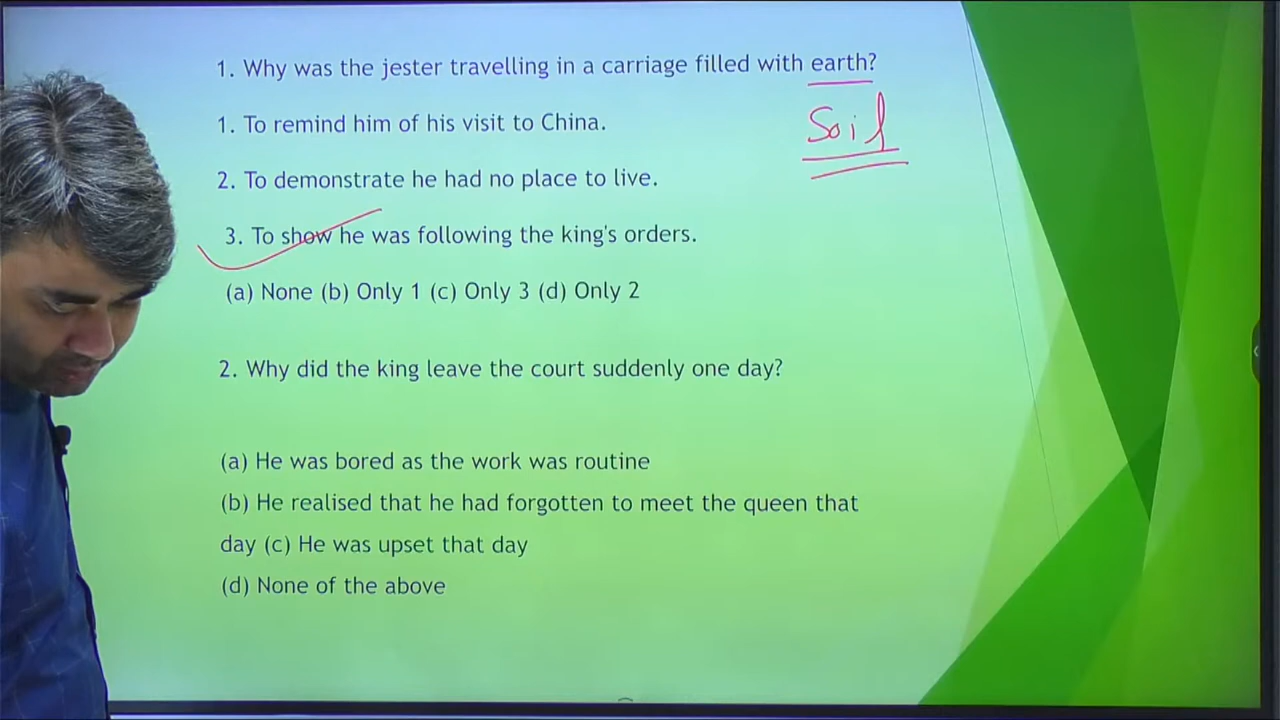 1. Why was the jester travelling in a carriage filled with earth?
Soil
1. To remind him of his visit to China.
2. To demonstrate he had no place to live.
3. To show he was following the king's orders.
(a) None (b) Only 1 (c) Only 3 (d) Only 2
2. Why did the king leave the court suddenly one day?
(a) He was bored as the work was routine
(b) He realised that he had forgotten to meet the queen that
day (c) He was upset that day
(d) None of the above